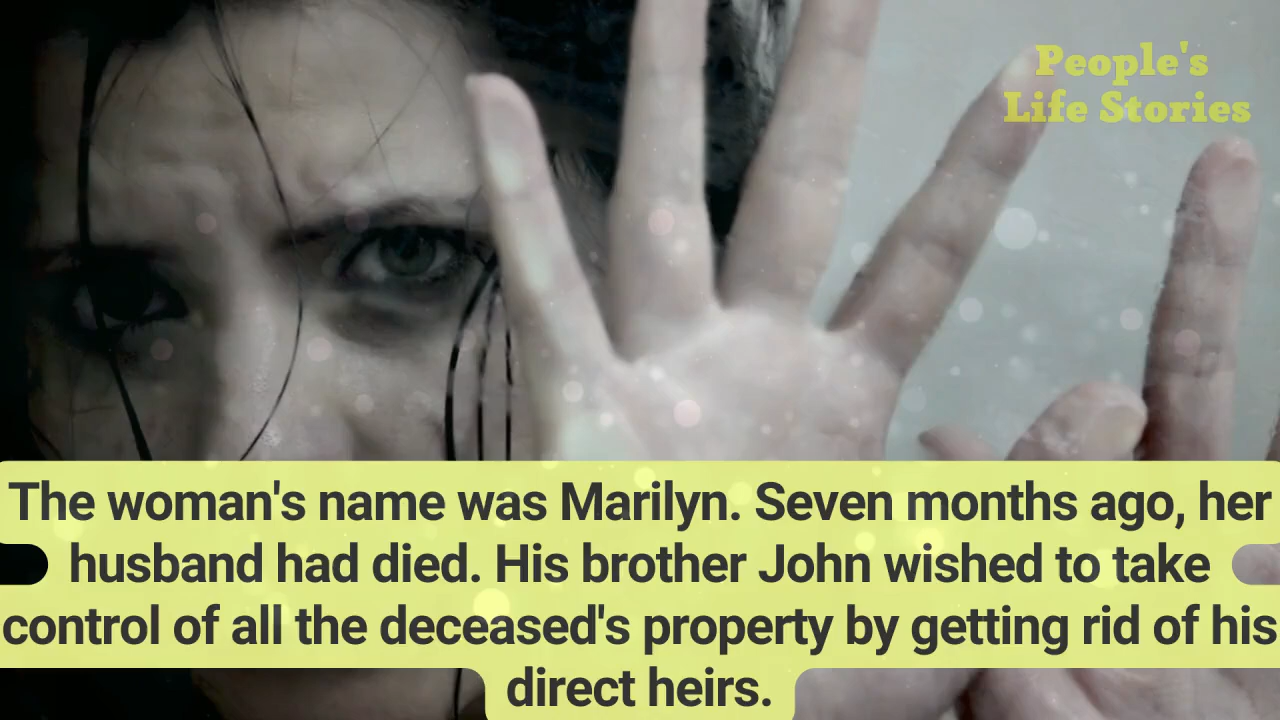 People's
Life Stories
The woman's name was Marilyn. Seven months ago, her
husband had died. His brother John wished to take
control of all the deceased's property by getting rid of his
direct heirs.